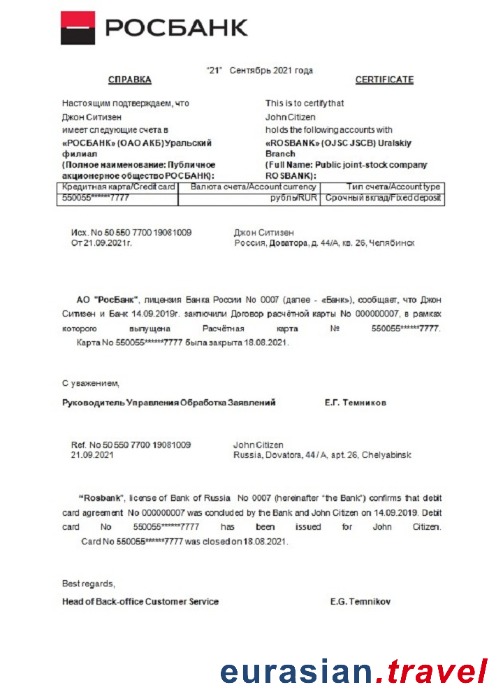 РОСБАНК
“21” Сентябрь 2021 года
СПРАВКА CERTIFICATE
Настоящим подтверждаем, что This is to certify that
Джон Ситизен John Citizen
имеет следующие счета в holds the following accounts with
«РОСБАНК» (ОАО АКБ) Уральский «ROSBANK» (OJSC JSCB) Uralskiy
филиал Branch
(Полное наименование: Публичное (Full Name: Public joint-stock company
акционерное общество РОСБАНК): ROSBANK):
Кредитная карта/Credit card Валюта счета/Account currency Тип счета/Account type
550055******7777 рубль/RUR Срочный вклад/Fixed deposit
Исх. No 50 550 7700 19081009 Джон Ситизен
От 21.09.2021г. Россия, Доватора, д. 44/А, кв. 26, Челябинск
АО "РосБанк", лицензия Банка России No 0007 (далее - «Банк»), сообщает, что Джон
Ситизен и Банк 14.09.2019г. заключили Договор расчётной карты No 000000007, в рамках
которого выпущена Расчётная карта № 550055******7777.
Карта No 550055******7777 была закрыта 18.08.2021.
С уважением,
Руководитель Управления Обработка Заявлений Е.Г. Темников
Ref. No 50 550 7700 19081009 John Citizen
21.09.2021 Russia, Dovatora, 44/A, apt. 26, Chelyabinsk
“Rosbank”, license of Bank of Russia No 0007 (hereinafter “the Bank”) confirms that debit
card agreement No 000000007 was concluded by the Bank and John Citizen on 14.09.2019. Debit
card No 550055******7777 has been issued for John Citizen.
Card No 550055******7777 was closed on 18.08.2021.
Best regards,
Head of Back-office Customer Service E.G. Temnikov
eurasian.travel